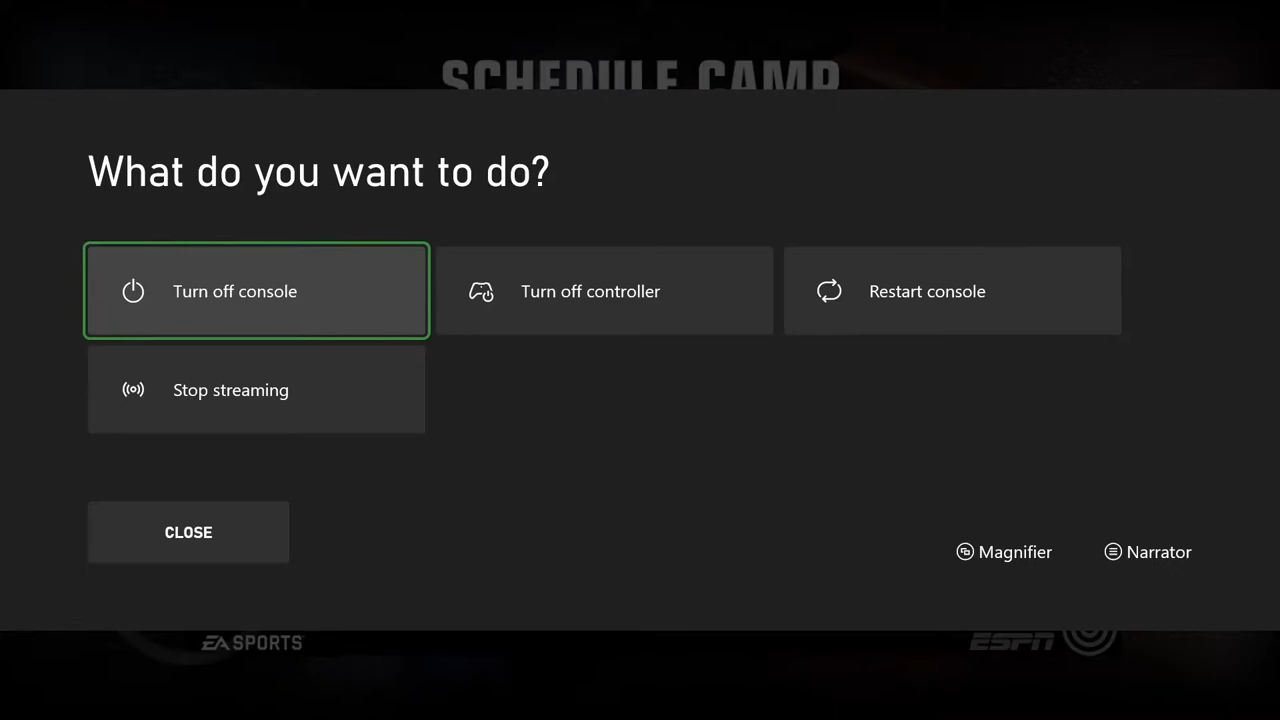 SCHEDULE CAMP
What do you want to do?
Turn off console
Turn off controller
Restart console
Stop streaming
CLOSE
Magnifier
Narrator
EA SPORTS
ESPN